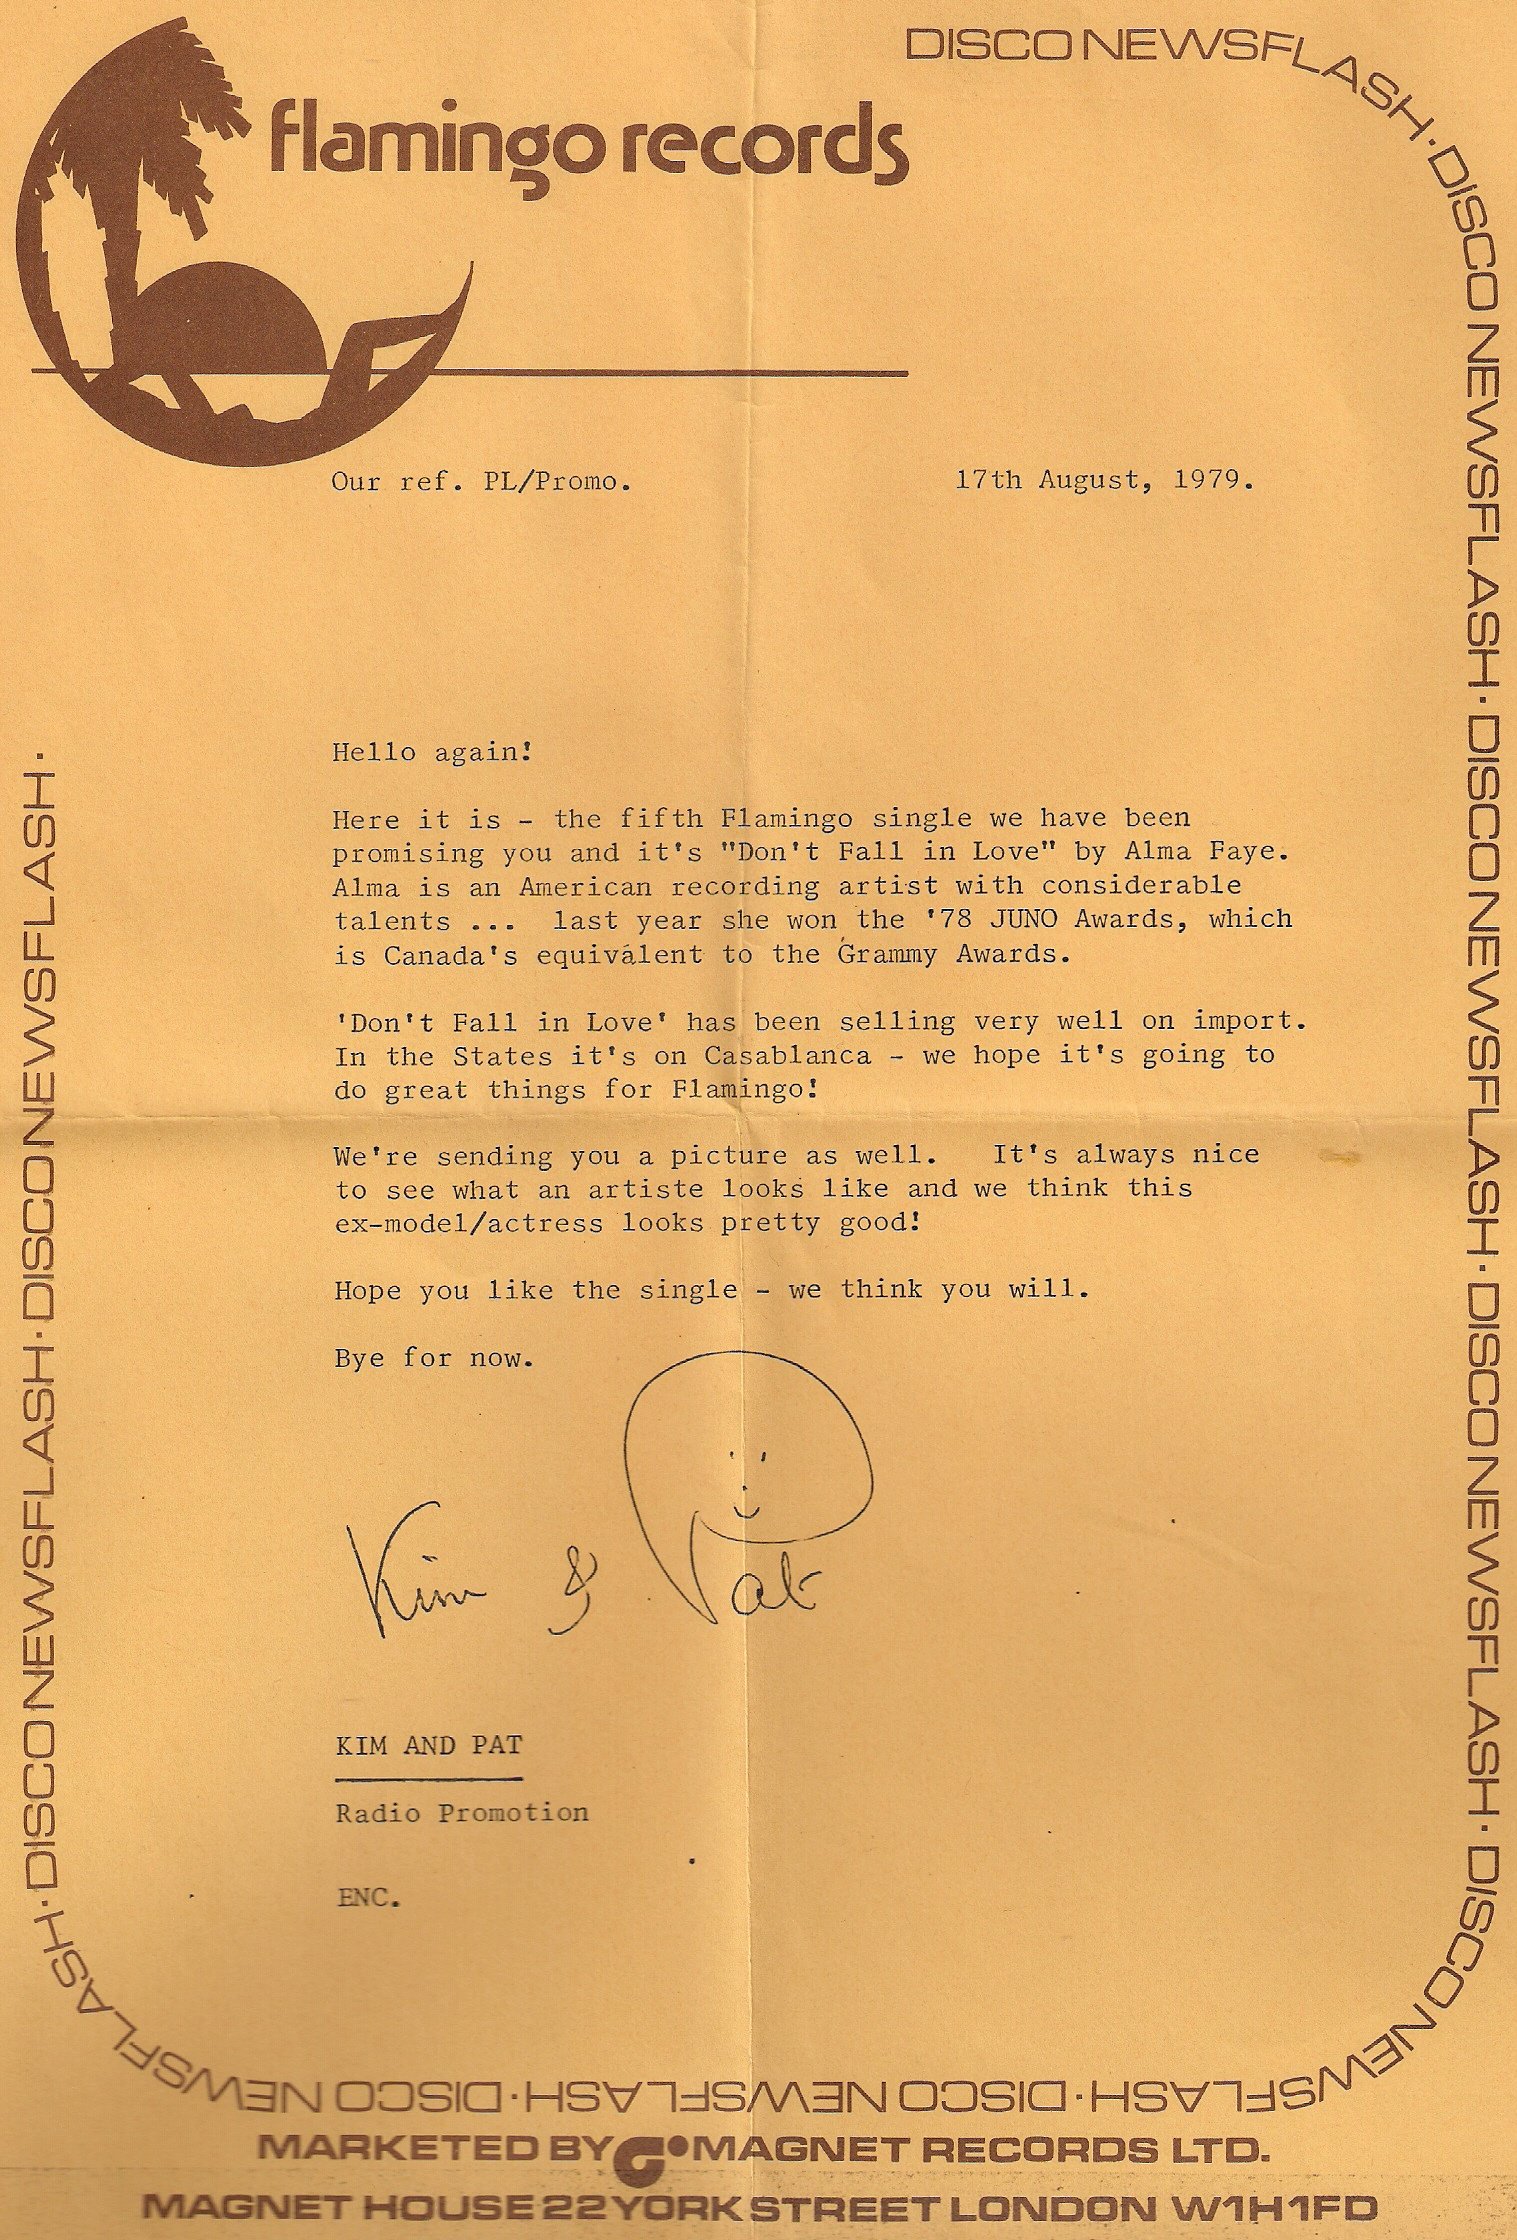 flamingo records
DISCO NEWSFLASH · DISCO NEWSFLASH · DISCO NEWSFLASH · DISCO NEWSFLASH · DISCO NEWSFLASH · DISCO NEWSFLASH · DISCO NEWSFLASH · DISCO NEWSFLASH · DISCO NEWSFLASH ·
Our ref. PL/Promo. 17th August, 1979.
Hello again!
Here it is - the fifth Flamingo single we have been
promising you and it's "Don't Fall in Love" by Alma Faye.
Alma is an American recording artist with considerable
talents ... last year she won the '78 JUNO Awards, which
is Canada's equivalent to the Grammy Awards.
'Don't Fall in Love' has been selling very well on import.
In the States it's on Casablanca - we hope it's going to
do great things for Flamingo!
We're sending you a picture as well. It's always nice
to see what an artiste looks like and we think this
ex-model/actress looks pretty good!
Hope you like the single - we think you will.
Bye for now.
Kim & Pat
KIM AND PAT
Radio Promotion
ENC.
MARKETED BY MAGNET RECORDS LTD.
MAGNET HOUSE 22 YORK STREET LONDON W1H 1FD